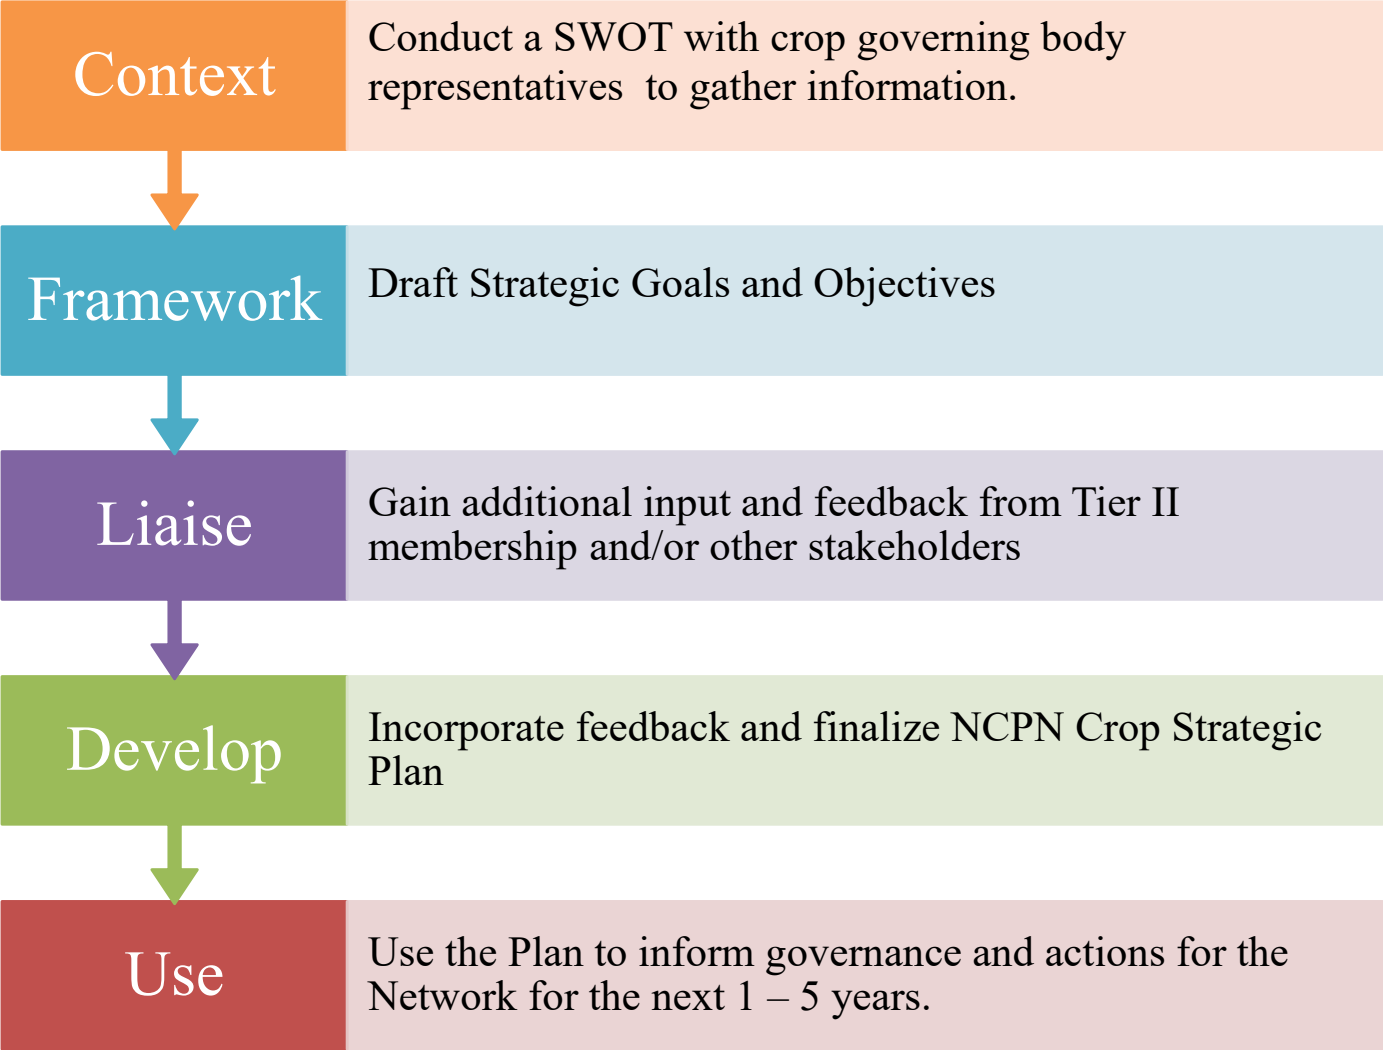 Context
Conduct a SWOT with crop governing body
representatives  to gather information.
Framework
Draft Strategic Goals and Objectives
Liaise
Gain additional input and feedback from Tier II
membership and/or other stakeholders
Develop
Incorporate feedback and finalize NCPN Crop Strategic
Plan
Use
Use the Plan to inform governance and actions for the
Network for the next 1 – 5 years.